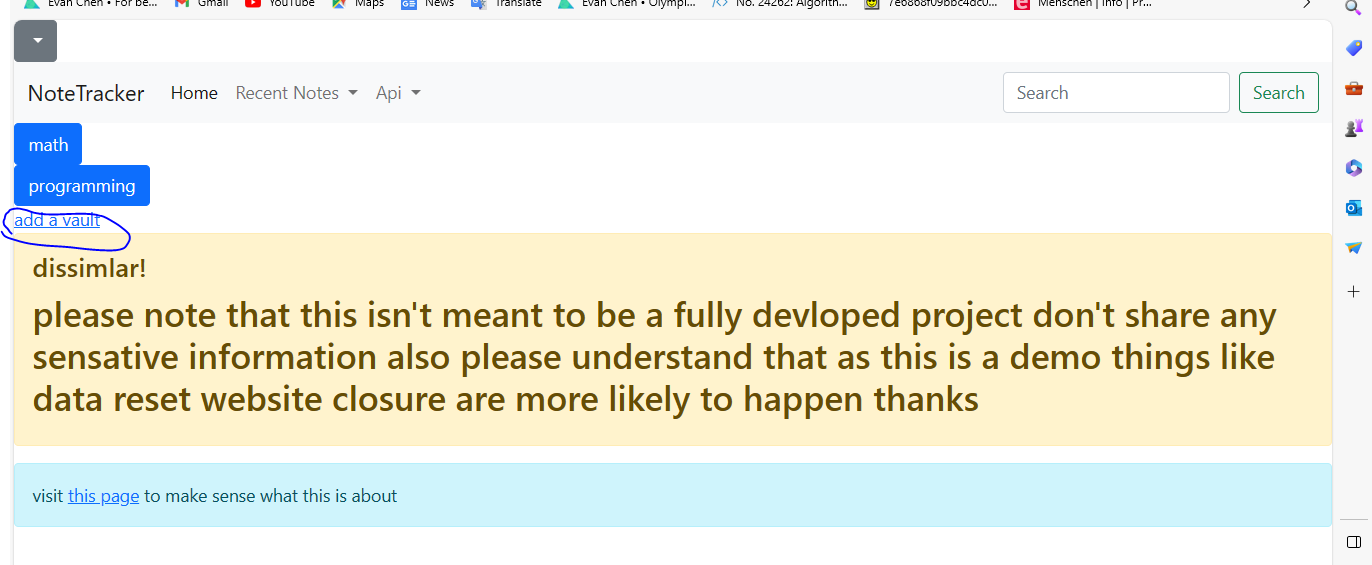 Evan Chen • For be...
Gmail
YouTube
Maps
News
Translate
Evan Chen • Olympi...
No. 24262: Algorith...
7e6868f09bbc4dc0...
Menschen | Info | Pr...
NoteTracker
Home
Recent Notes
Api
Search
Search
math
programming
add a vault
dissimlar!
please note that this isn't meant to be a fully devloped project don't share any
sensative information also please understand that as this is a demo things like
data reset website closure are more likely to happen thanks
visit this page to make sense what this is about